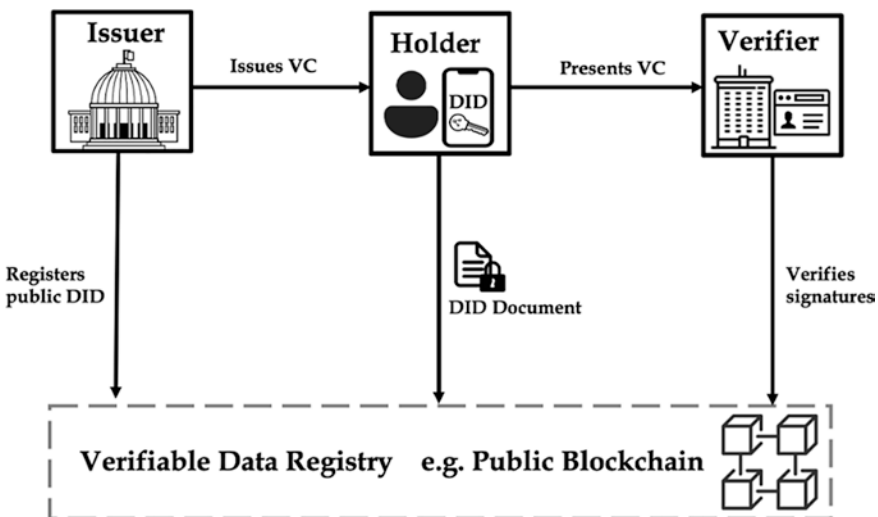 Issuer
Holder
Verifier
Issues VC
Presents VC
DID
Registers
public DID
DID Document
Verifies
signatures
Verifiable Data Registry e.g. Public Blockchain